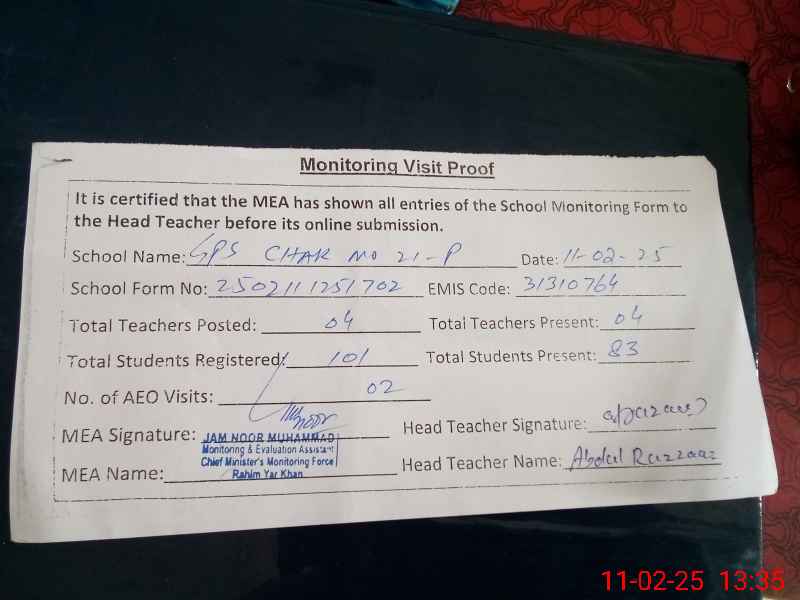 Monitoring Visit Proof
It is certified that the MEA has shown all entries of the School Monitoring Form to
the Head Teacher before its online submission.
School Name: GPS CHAK NO 21-P Date: 11-02-25
School Form No: 2502111251702 EMIS Code: 31310764
Total Teachers Posted: 04 Total Teachers Present: 04
Total Students Registered: 101 Total Students Present: 83
No. of AEO Visits: 02
MEA Signature: Head Teacher Signature:
JAM NOOR MUHAMMAD
Monitoring & Evaluation Assistant
Chief Minister's Monitoring Force
Rahim Yar Khan
MEA Name: Head Teacher Name: Abdul Razzaq
11-02-25 13:35